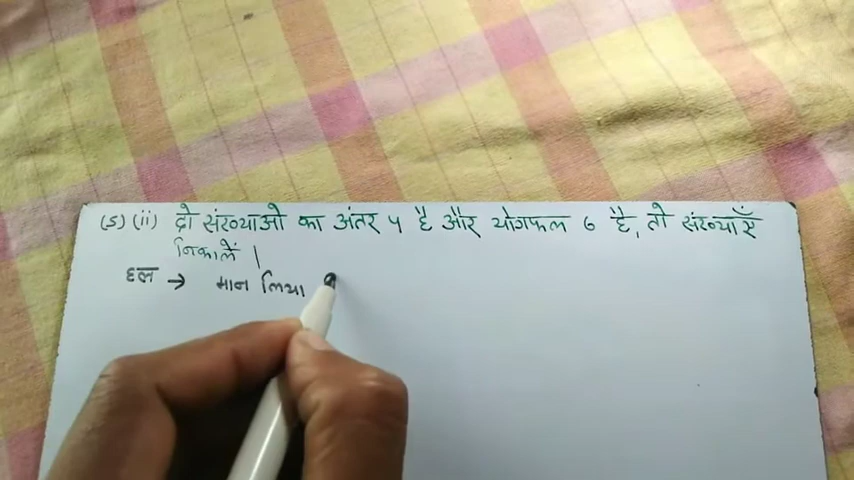 (5) (ii) दो संख्याओ का अंतर 4 है और योगफल 6 है, तो संख्याएँ
निकालें |
हल → मान लिया